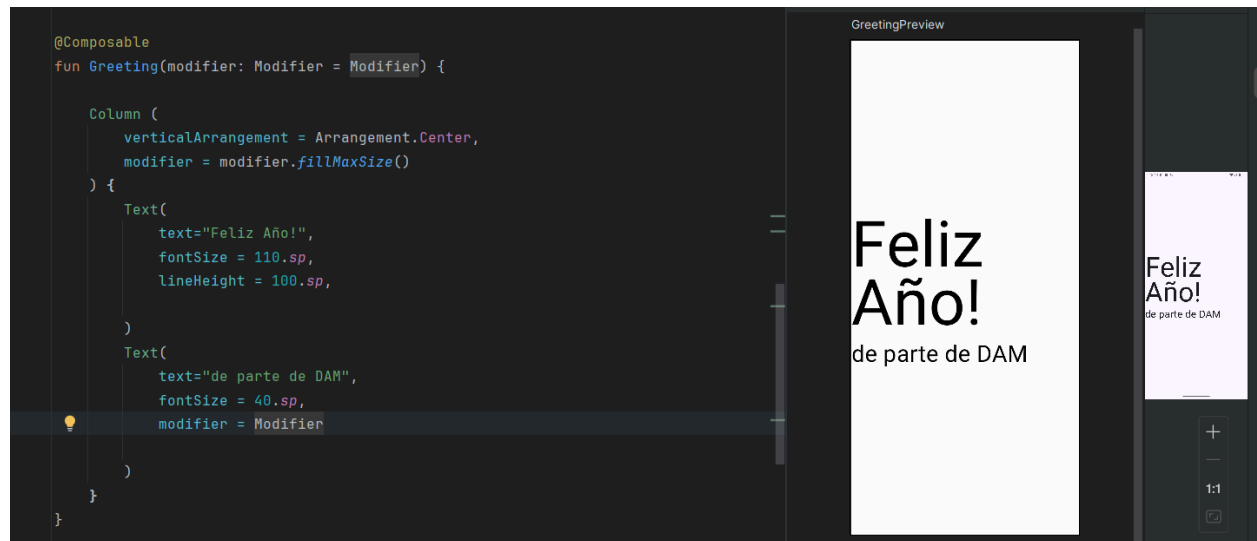 @Composable
fun Greeting(modifier: Modifier = Modifier) {
Column (
verticalArrangement = Arrangement.Center,
modifier = modifier.fillMaxSize()
) {
Text(
text="Feliz Año!",
fontSize = 110.sp,
lineHeight = 100.sp,
)
Text(
text="de parte de DAM",
fontSize = 40.sp,
modifier = Modifier
)
}
}
GreetingPreview
Feliz
Año!
de parte de DAM
Feliz
Año!
de parte de DAM
1:1